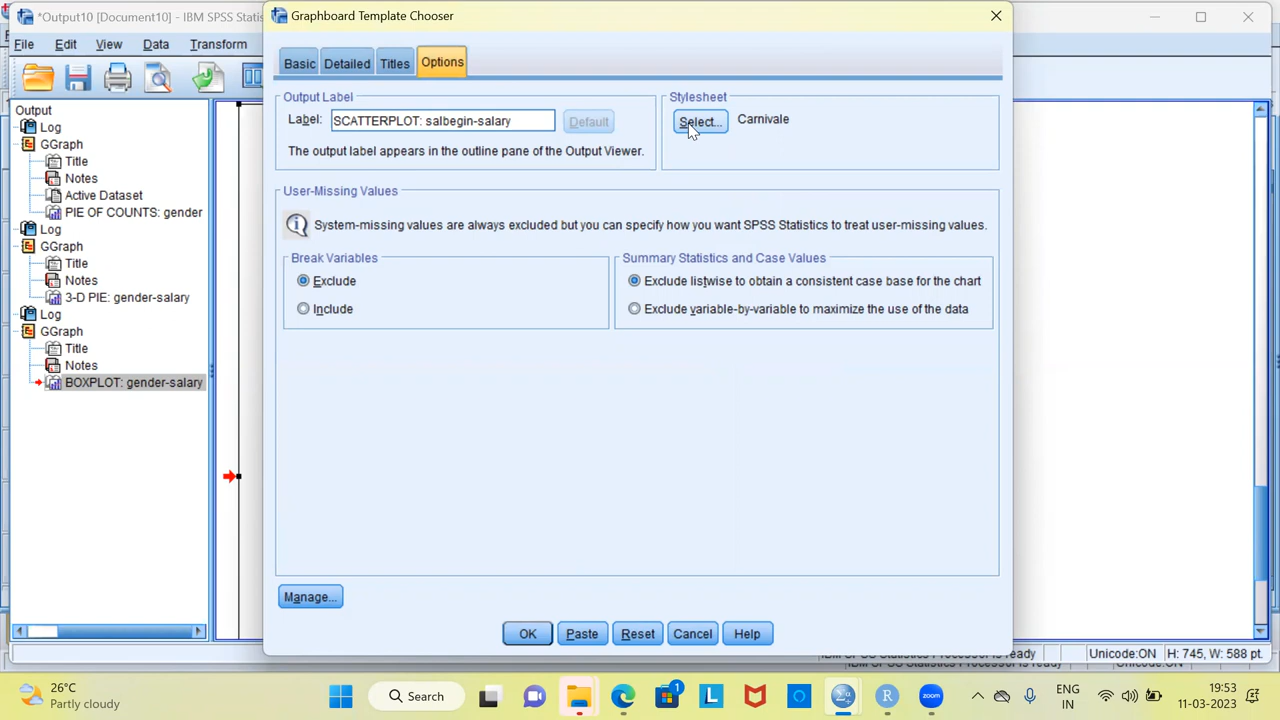 *Output10 [Document10] - IBM SPSS Statis
Graphboard Template Chooser
File Edit View Data Transform
Basic Detailed Titles Options
Output
Log
GGraph
Title
Notes
Active Dataset
PIE OF COUNTS: gender
Log
GGraph
Title
Notes
3-D PIE: gender-salary
Log
GGraph
Title
Notes
BOXPLOT: gender-salary
Output Label
Label: SCATTERPLOT: salbegin-salary Default
The output label appears in the outline pane of the Output Viewer.
Stylesheet
Select... Carnivale
User-Missing Values
System-missing values are always excluded but you can specify how you want SPSS Statistics to treat user-missing values.
Break Variables
Exclude
Include
Summary Statistics and Case Values
Exclude listwise to obtain a consistent case base for the chart
Exclude variable-by-variable to maximize the use of the data
Manage...
OK Paste Reset Cancel Help
Unicode:ON H: 745, W: 588 pt.
26°C
Partly cloudy
Search
1
L
Σα
R
zoom
ENG
IN
19:53
11-03-2023